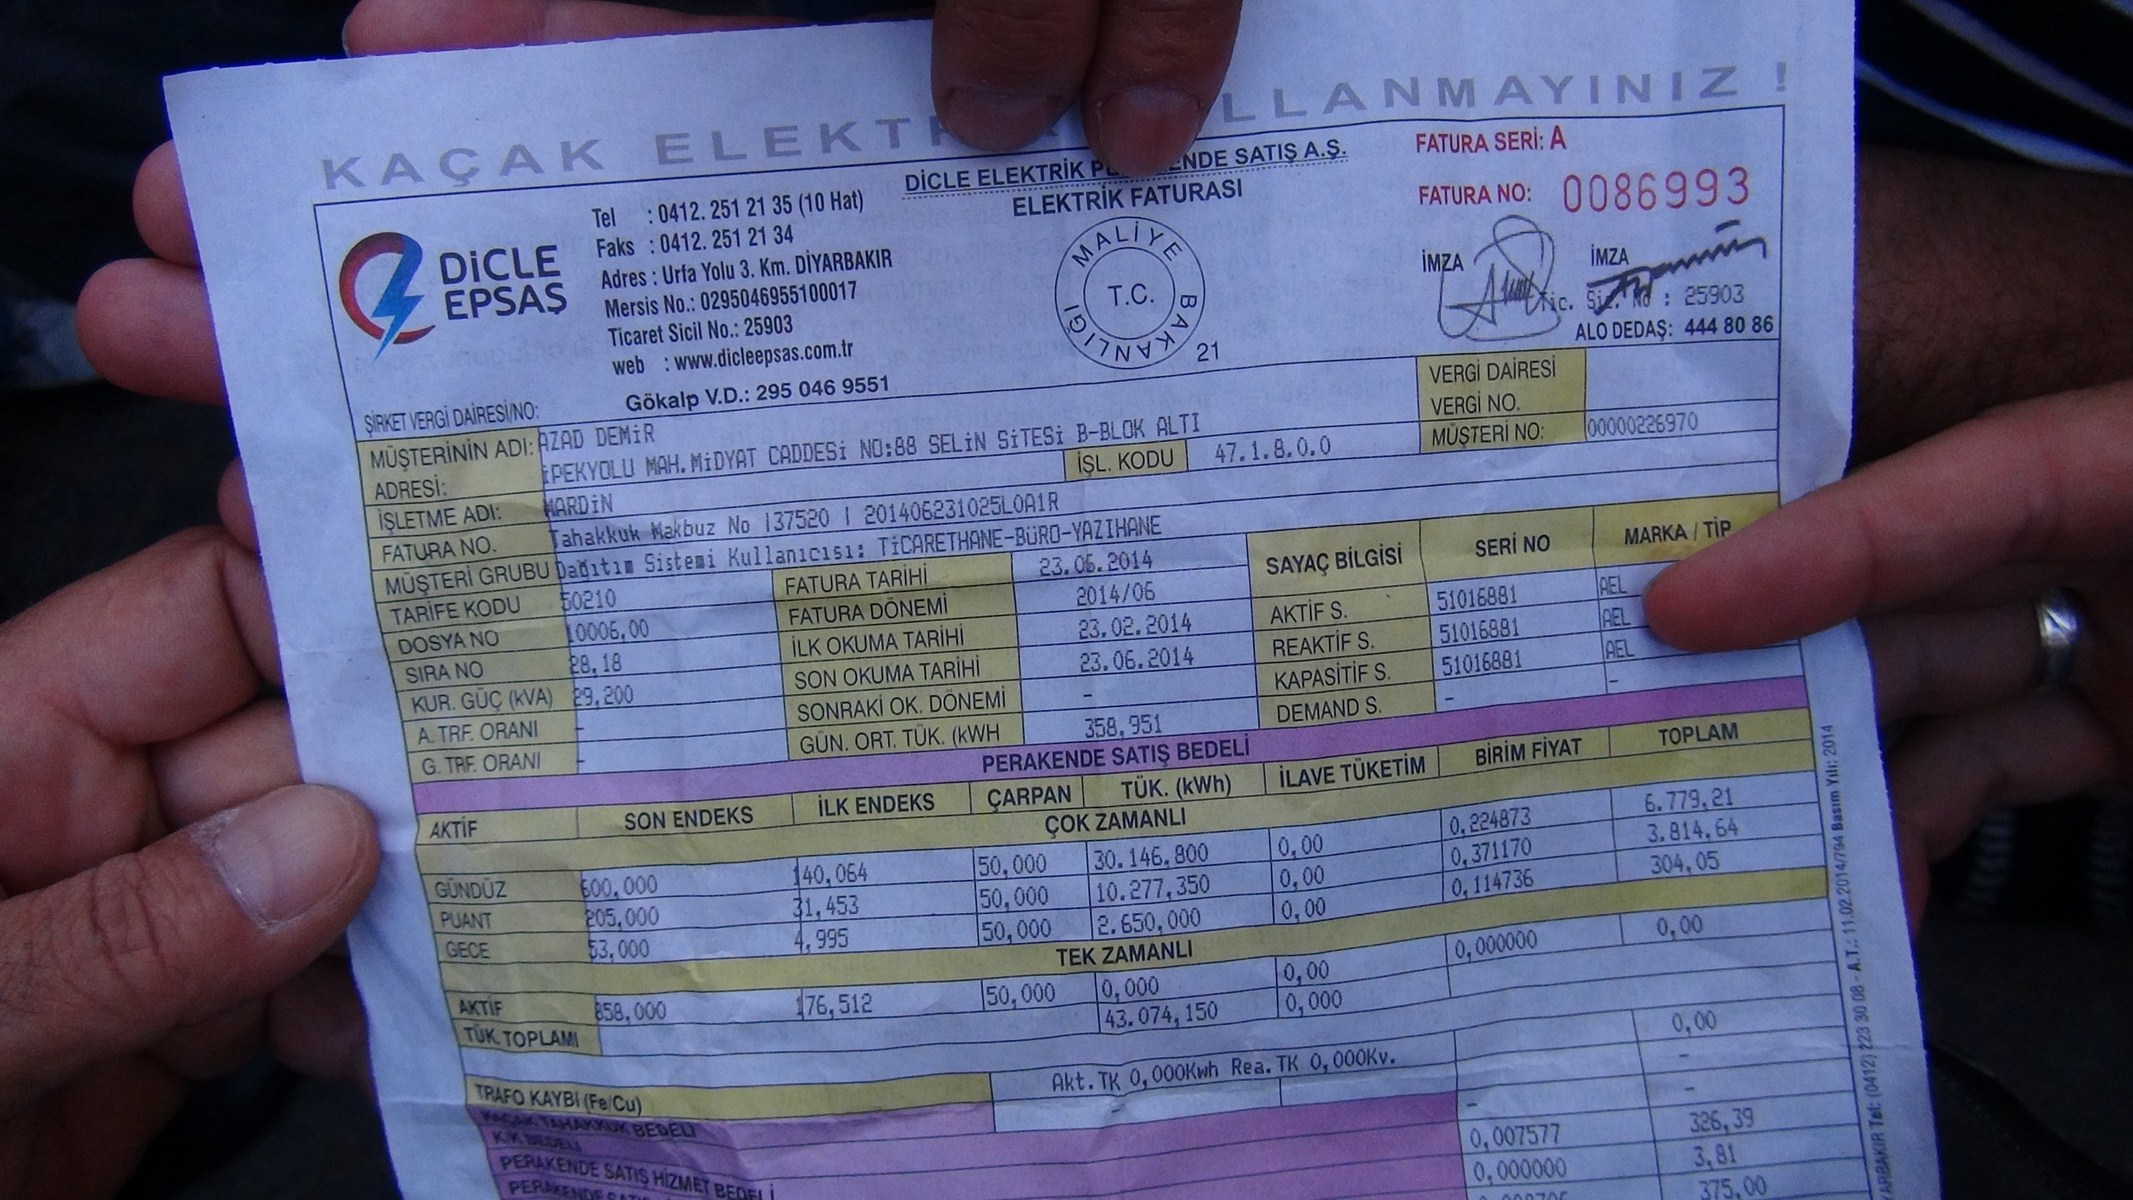 KAÇAK ELEKTR LLANMAYINIZ !
DİCLE ELEKTRİK P ENDE SATIŞ A.Ş.
ELEKTRİK FATURASI
FATURA SERİ: A
FATURA NO: 0086993
DİCLE
EPSAŞ
Tel : 0412. 251 21 35 (10 Hat)
Faks : 0412. 251 21 34
Adres : Urfa Yolu 3. Km. DİYARBAKIR
Mersis No.: 0295046955100017
Ticaret Sicil No.: 25903
web : www.dicleepsas.com.tr
MALİYE BAKANLIĞI
T.C.
21
İMZA İMZA
Tic. Sic. No : 25903
ALO DEDAŞ: 444 80 86
ŞİRKET VERGİ DAİRESİ/NO: Gökalp V.D.: 295 046 9551
VERGİ DAİRESİ
VERGİ NO.
MÜŞTERİ NO: 00000226970
MÜŞTERİNİN ADI: AZAD DEMİR
ADRESİ: İPEKYOLU MAH.MİDYAT CADDESİ NO:88 SELİN SİTESİ B-BLOK ALTI
İŞLETME ADI: MARDİN İŞL. KODU 47.1.8.0.0
FATURA NO. Tahakkuk Makbuz No 137520 | 201406231025LOA1R
MÜŞTERİ GRUBU Dağıtım Sistemi Kullanıcısı: TİCARETHANE-BÜRO-YAZIHANE
TARİFE KODU 50210 FATURA TARİHİ 23.06.2014
DOSYA NO 10006,00 FATURA DÖNEMİ 2014/06
SIRA NO 28,18 İLK OKUMA TARİHİ 23.02.2014
KUR. GÜÇ (kVA) 29,200 SON OKUMA TARİHİ 23.06.2014
A. TRF. ORANI - SONRAKİ OK. DÖNEMİ -
G. TRF. ORANI - GÜN. ORT. TÜK. (KWH 358,951
SAYAÇ BİLGİSİ SERİ NO MARKA / TİP
AKTİF S. 51016881 AEL
REAKTİF S. 51016881 AEL
KAPASİTİF S. 51016881 AEL
DEMAND S. - -
PERAKENDE SATIŞ BEDELİ
AKTİF SON ENDEKS İLK ENDEKS ÇARPAN TÜK. (kWh) İLAVE TÜKETİM BİRİM FİYAT TOPLAM
ÇOK ZAMANLI
GÜNDÜZ 600,000 140,064 50,000 30.146,800 0,00 0,224873 6.779,21
PUANT 205,000 31,453 50,000 10.277,350 0,00 0,371170 3.814,64
GECE 53,000 4,995 50,000 2.650,000 0,00 0,114736 304,05
TEK ZAMANLI
AKTİF 858,000 176,512 50,000 0,000 0,00 0,000000 0,00
TÜK. TOPLAMI 43.074,150 0,000
TRAFO KAYBI (Fe/Cu) Akt.TK 0,000Kwh Rea.TK 0,000Kv. 0,00
KAÇAK TAHAKKUK BEDELİ - -
K/K BEDELİ - -
PERAKENDE SATIŞ HİZMET BEDELİ 0,007577 326,39
0,000000 3,81
375,00
ARBAKIR Tel: (0412) 223 30 08 - A.T.: 11.02.2014/794 Basım Yılı: 2014